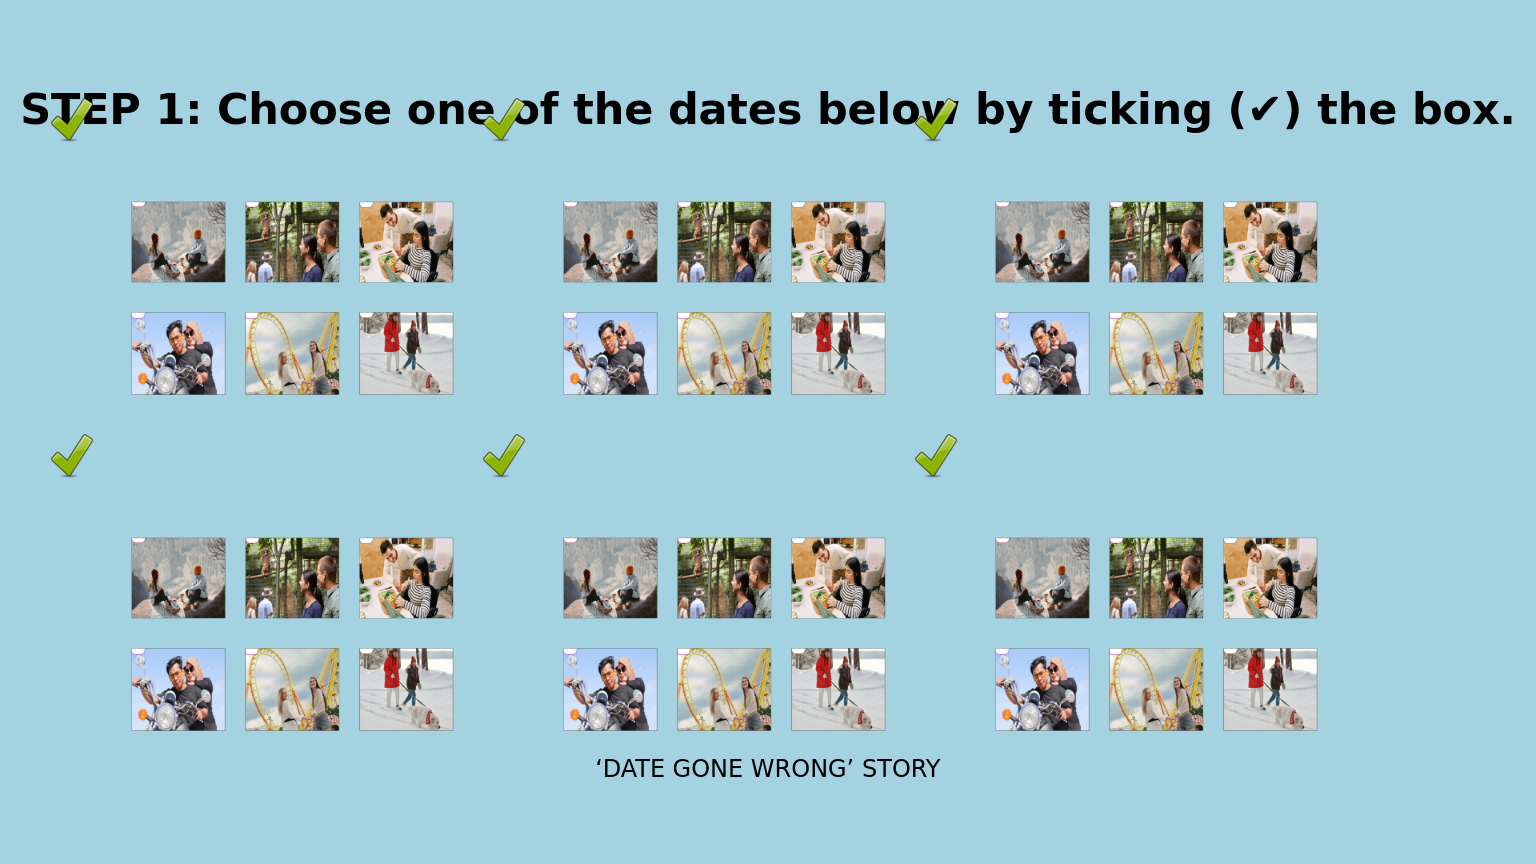 STEP 1: Choose one of the dates below by ticking (✔) the box.
‘DATE GONE WRONG’ STORY